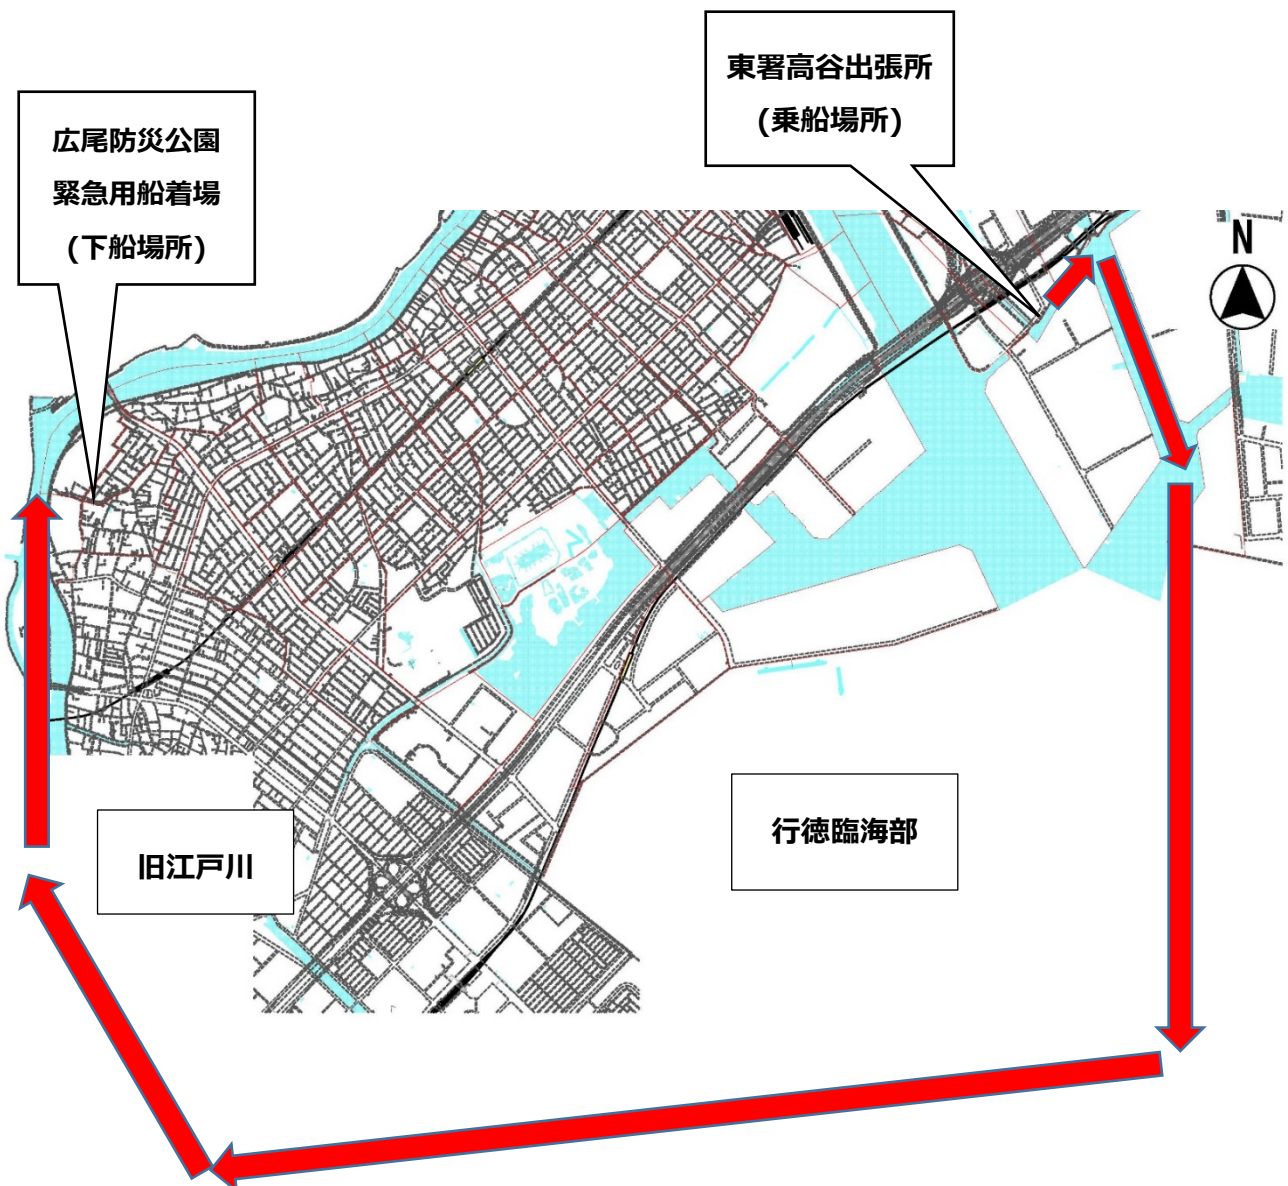 東署高谷出張所
(乗船場所)
広尾防災公園
緊急用船着場
(下船場所)
N
行徳臨海部
旧江戸川